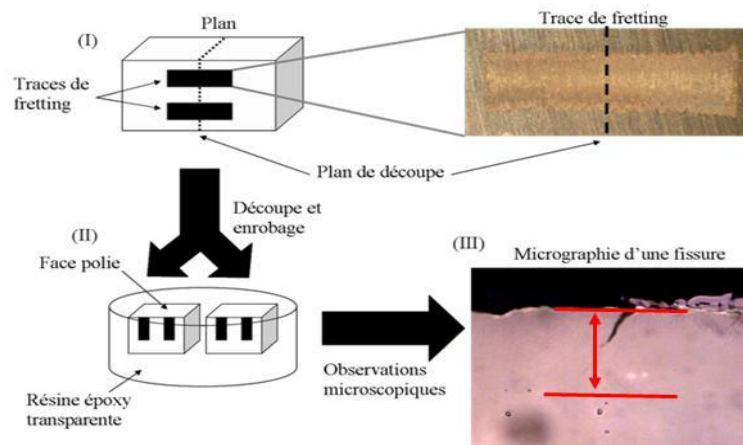 (I)
Plan
Traces de
fretting
Trace de fretting
Plan de découpe
Découpe et
enrobage
(II)
Face polie
Résine époxy
transparente
Observations
microscopiques
(III)
Micrographie d'une fissure